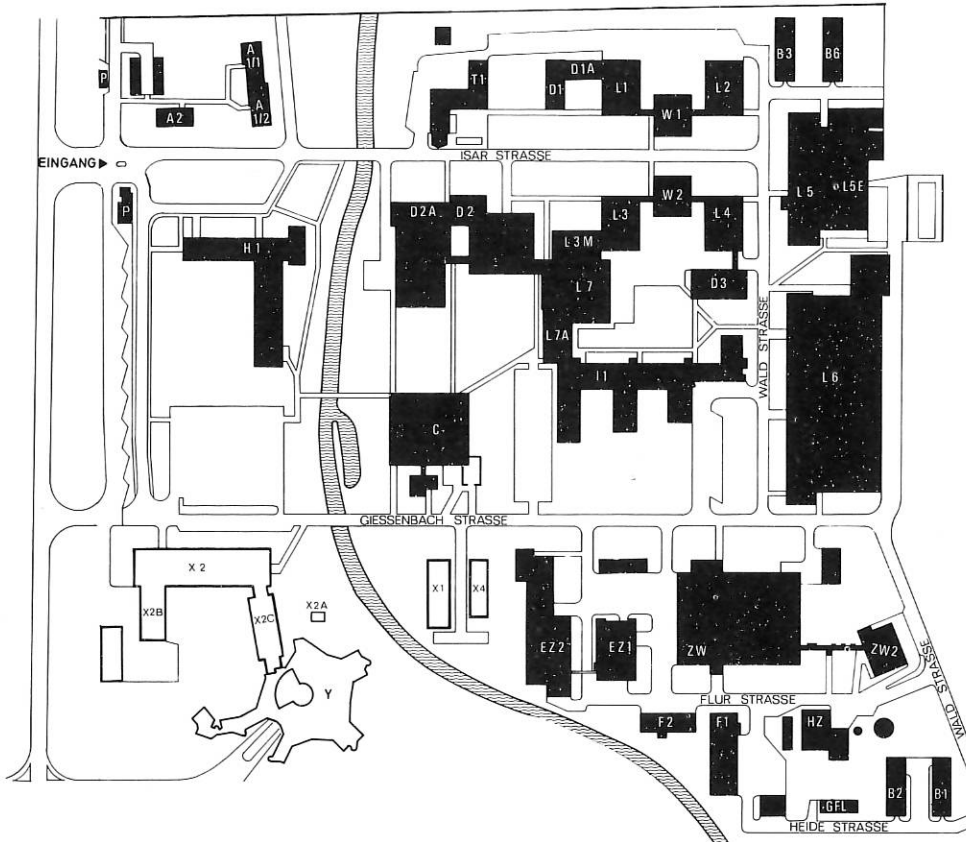 B3
B6
A
1/1
P
T1
D1A
D1
L1
L2
A2
A
1/2
W1
EINGANG
ISAR STRASSE
L5
L5E
P
D2A
D2
L3
W2
L4
H1
L3M
L7
D3
L7A
WALD STRASSE
I1
L6
C
GIESSENBACH STRASSE
X2
X2B
X2C
X2A
X1
X4
EZ2
EZ1
ZW
ZW2
Y
FLUR STRASSE
WALD STRASSE
F2
F1
HZ
B2
B1
GFL
HEIDE STRASSE